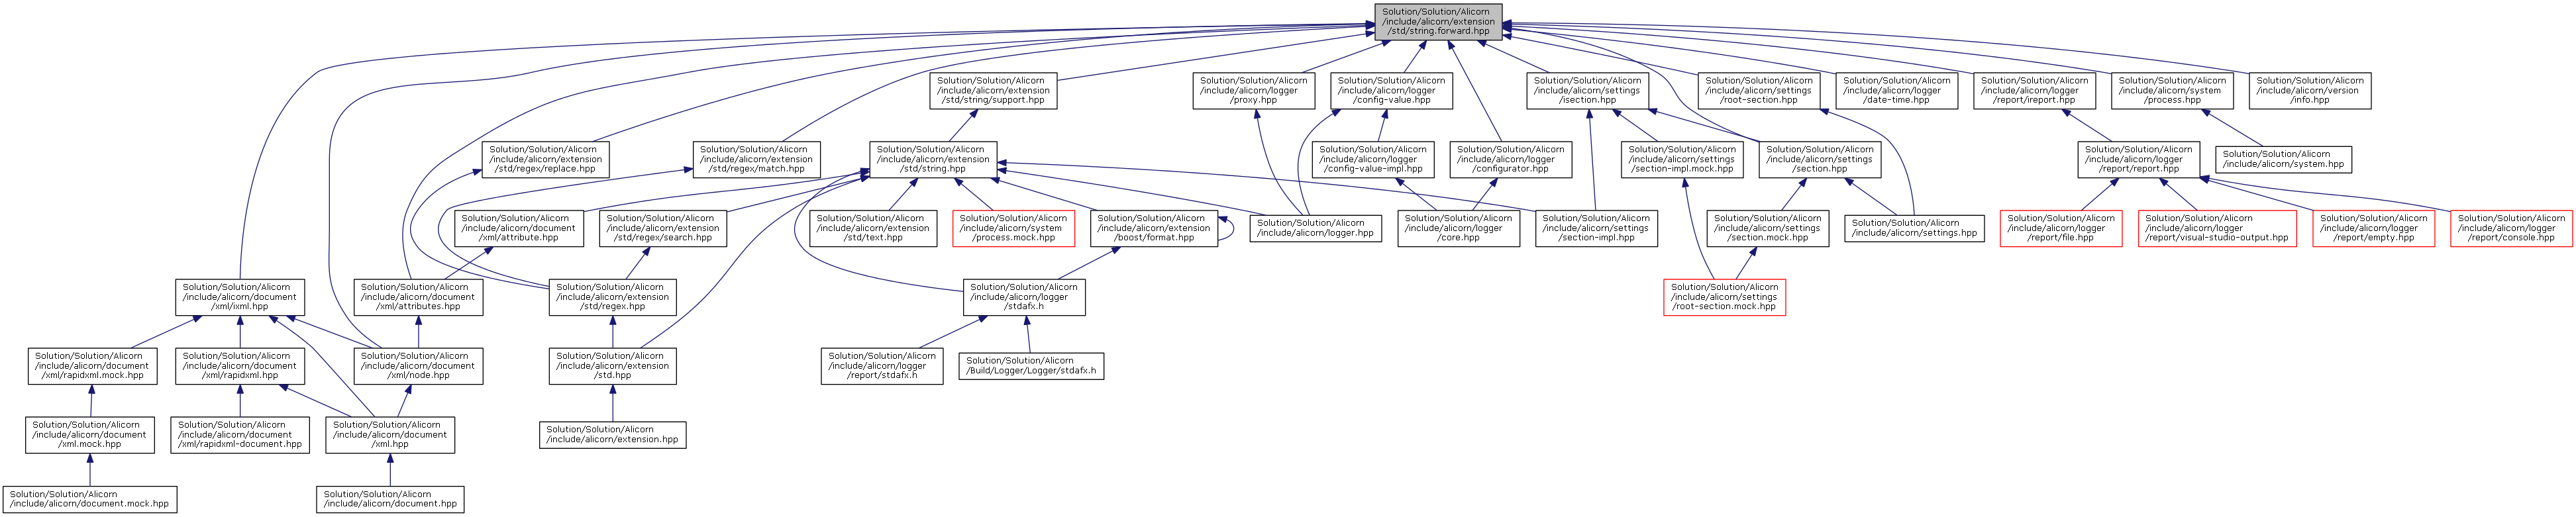 Solution/Solution/Alicorn
/include/alicorn/extension
/std/string.forward.hpp
Solution/Solution/Alicorn
/include/alicorn/extension
/std/string/support.hpp
Solution/Solution/Alicorn
/include/alicorn/logger
/proxy.hpp
Solution/Solution/Alicorn
/include/alicorn/logger
/config-value.hpp
Solution/Solution/Alicorn
/include/alicorn/settings
/isection.hpp
Solution/Solution/Alicorn
/include/alicorn/settings
/root-section.hpp
Solution/Solution/Alicorn
/include/alicorn/logger
/date-time.hpp
Solution/Solution/Alicorn
/include/alicorn/logger
/report/ireport.hpp
Solution/Solution/Alicorn
/include/alicorn/system
/process.hpp
Solution/Solution/Alicorn
/include/alicorn/version
/info.hpp
Solution/Solution/Alicorn
/include/alicorn/extension
/std/regex/replace.hpp
Solution/Solution/Alicorn
/include/alicorn/extension
/std/regex/match.hpp
Solution/Solution/Alicorn
/include/alicorn/extension
/std/string.hpp
Solution/Solution/Alicorn
/include/alicorn/logger
/config-value-impl.hpp
Solution/Solution/Alicorn
/include/alicorn/logger
/configurator.hpp
Solution/Solution/Alicorn
/include/alicorn/settings
/section-impl.mock.hpp
Solution/Solution/Alicorn
/include/alicorn/settings
/section.hpp
Solution/Solution/Alicorn
/include/alicorn/logger
/report/report.hpp
Solution/Solution/Alicorn
/include/alicorn/system.hpp
Solution/Solution/Alicorn
/include/alicorn/document
/xml/attribute.hpp
Solution/Solution/Alicorn
/include/alicorn/extension
/std/regex/search.hpp
Solution/Solution/Alicorn
/include/alicorn/extension
/std/text.hpp
Solution/Solution/Alicorn
/include/alicorn/system
/process.mock.hpp
Solution/Solution/Alicorn
/include/alicorn/extension
/boost/format.hpp
Solution/Solution/Alicorn
/include/alicorn/logger.hpp
Solution/Solution/Alicorn
/include/alicorn/logger
/core.hpp
Solution/Solution/Alicorn
/include/alicorn/settings
/section-impl.hpp
Solution/Solution/Alicorn
/include/alicorn/settings
/section.mock.hpp
Solution/Solution/Alicorn
/include/alicorn/settings.hpp
Solution/Solution/Alicorn
/include/alicorn/logger
/report/file.hpp
Solution/Solution/Alicorn
/include/alicorn/logger
/report/visual-studio-output.hpp
Solution/Solution/Alicorn
/include/alicorn/logger
/report/empty.hpp
Solution/Solution/Alicorn
/include/alicorn/logger
/report/console.hpp
Solution/Solution/Alicorn
/include/alicorn/document
/xml/ixml.hpp
Solution/Solution/Alicorn
/include/alicorn/document
/xml/attributes.hpp
Solution/Solution/Alicorn
/include/alicorn/extension
/std/regex.hpp
Solution/Solution/Alicorn
/include/alicorn/logger
/stdafx.h
Solution/Solution/Alicorn
/include/alicorn/settings
/root-section.mock.hpp
Solution/Solution/Alicorn
/include/alicorn/document
/xml/rapidxml.mock.hpp
Solution/Solution/Alicorn
/include/alicorn/document
/xml/rapidxml.hpp
Solution/Solution/Alicorn
/include/alicorn/document
/xml/node.hpp
Solution/Solution/Alicorn
/include/alicorn/extension
/std.hpp
Solution/Solution/Alicorn
/include/alicorn/logger
/report/stdafx.h
Solution/Solution/Alicorn
/Build/Logger/Logger/stdafx.h
Solution/Solution/Alicorn
/include/alicorn/document
/xml.mock.hpp
Solution/Solution/Alicorn
/include/alicorn/document
/xml/rapidxml-document.hpp
Solution/Solution/Alicorn
/include/alicorn/document
/xml.hpp
Solution/Solution/Alicorn
/include/alicorn/extension.hpp
Solution/Solution/Alicorn
/include/alicorn/document.mock.hpp
Solution/Solution/Alicorn
/include/alicorn/document.hpp